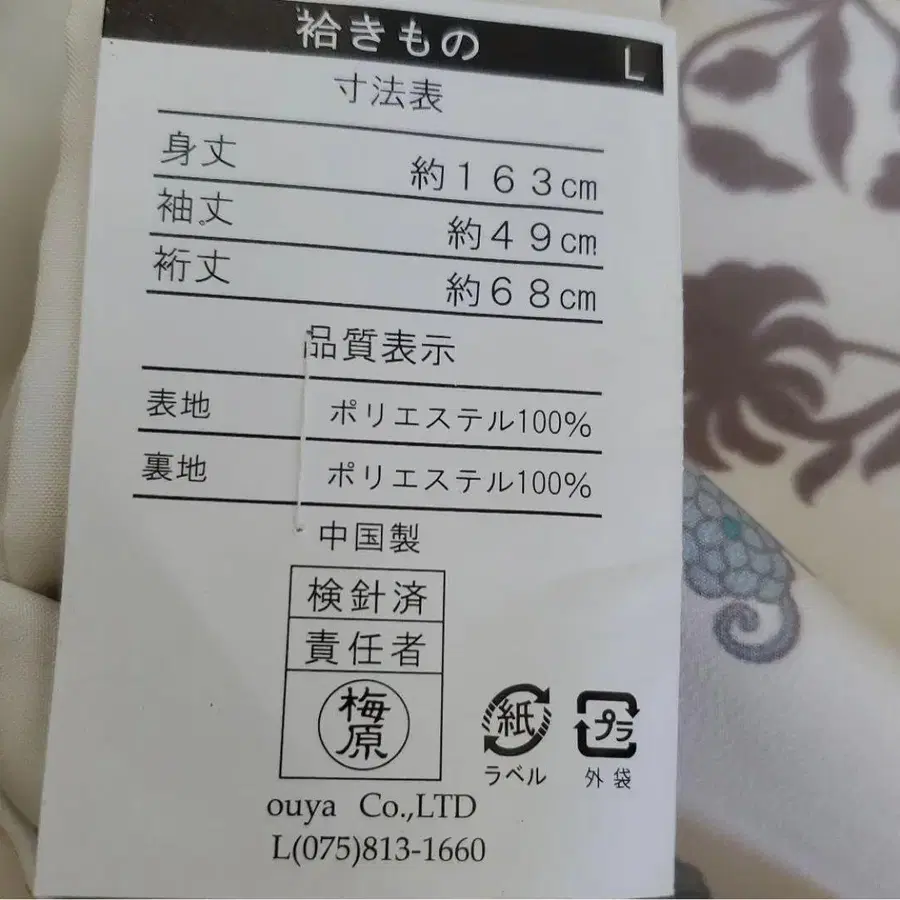 袷きもの L
寸法表
身丈 約163cm
袖丈 約49cm
裄丈 約68cm
品質表示
表地 ポリエステル100%
裏地 ポリエステル100%
中国製
検針済
責任者
梅原
紙 プラ
ラベル 外袋
ouya Co.,LTD
L(075)813-1660